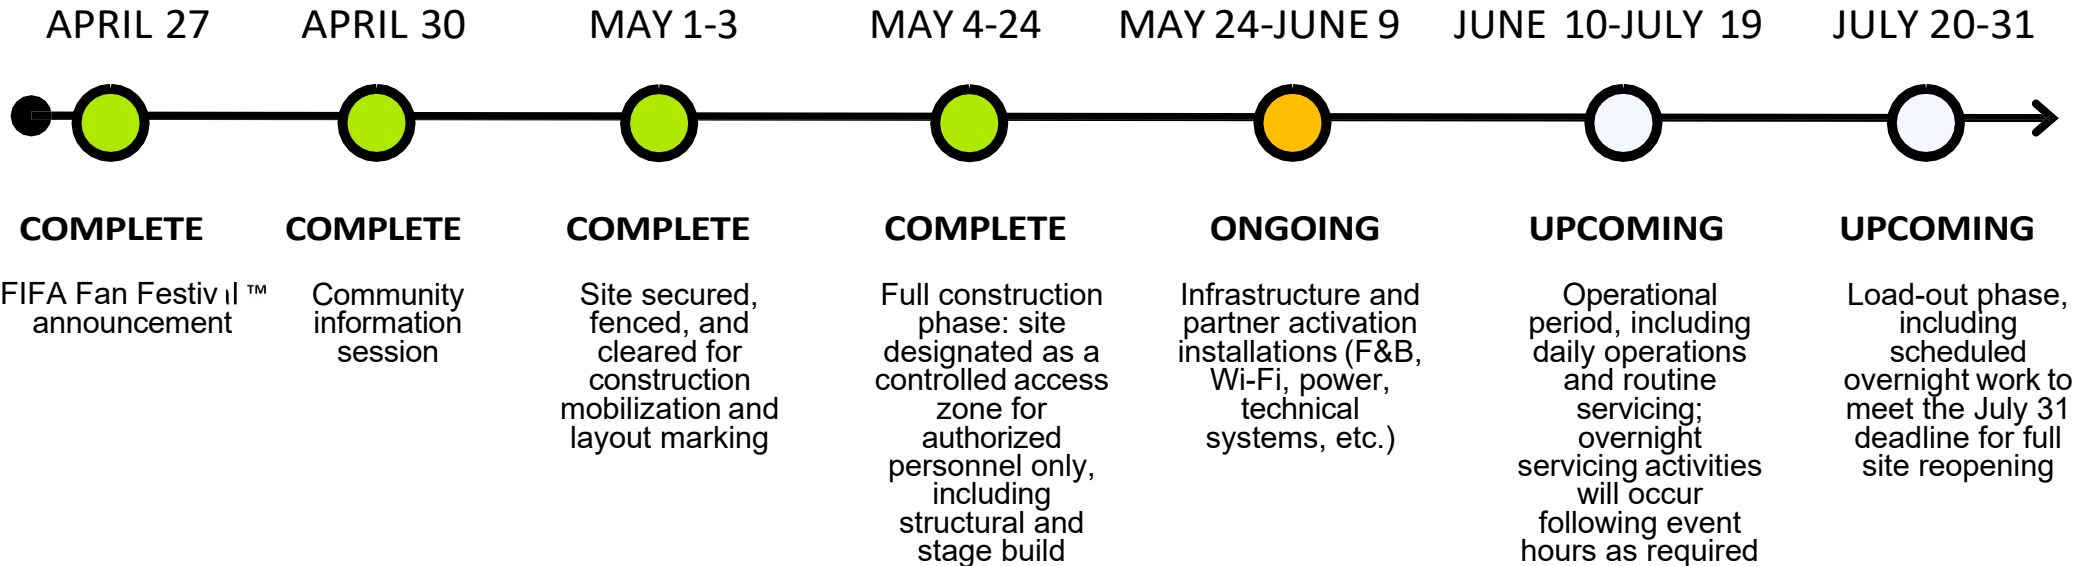 APRIL 27
APRIL 30
MAY 1-3
MAY 4-24
MAY 24-JUNE 9
JUNE 10-JULY 19
JULY 20-31
COMPLETE
COMPLETE
COMPLETE
COMPLETE
ONGOING
UPCOMING
UPCOMING
FIFA Fan Festival ™
announcement
Community
information
session
Site secured,
fenced, and
cleared for
construction
mobilization and
layout marking
Full construction
phase: site
designated as a
controlled access
zone for
authorized
personnel only,
including
structural and
stage build
Infrastructure and
partner activation
installations (F&B,
Wi-Fi, power,
technical
systems, etc.)
Operational
period, including
daily operations
and routine
servicing;
overnight
servicing activities
will occur
following event
hours as required
Load-out phase,
including
scheduled
overnight work to
meet the July 31
deadline for full
site reopening